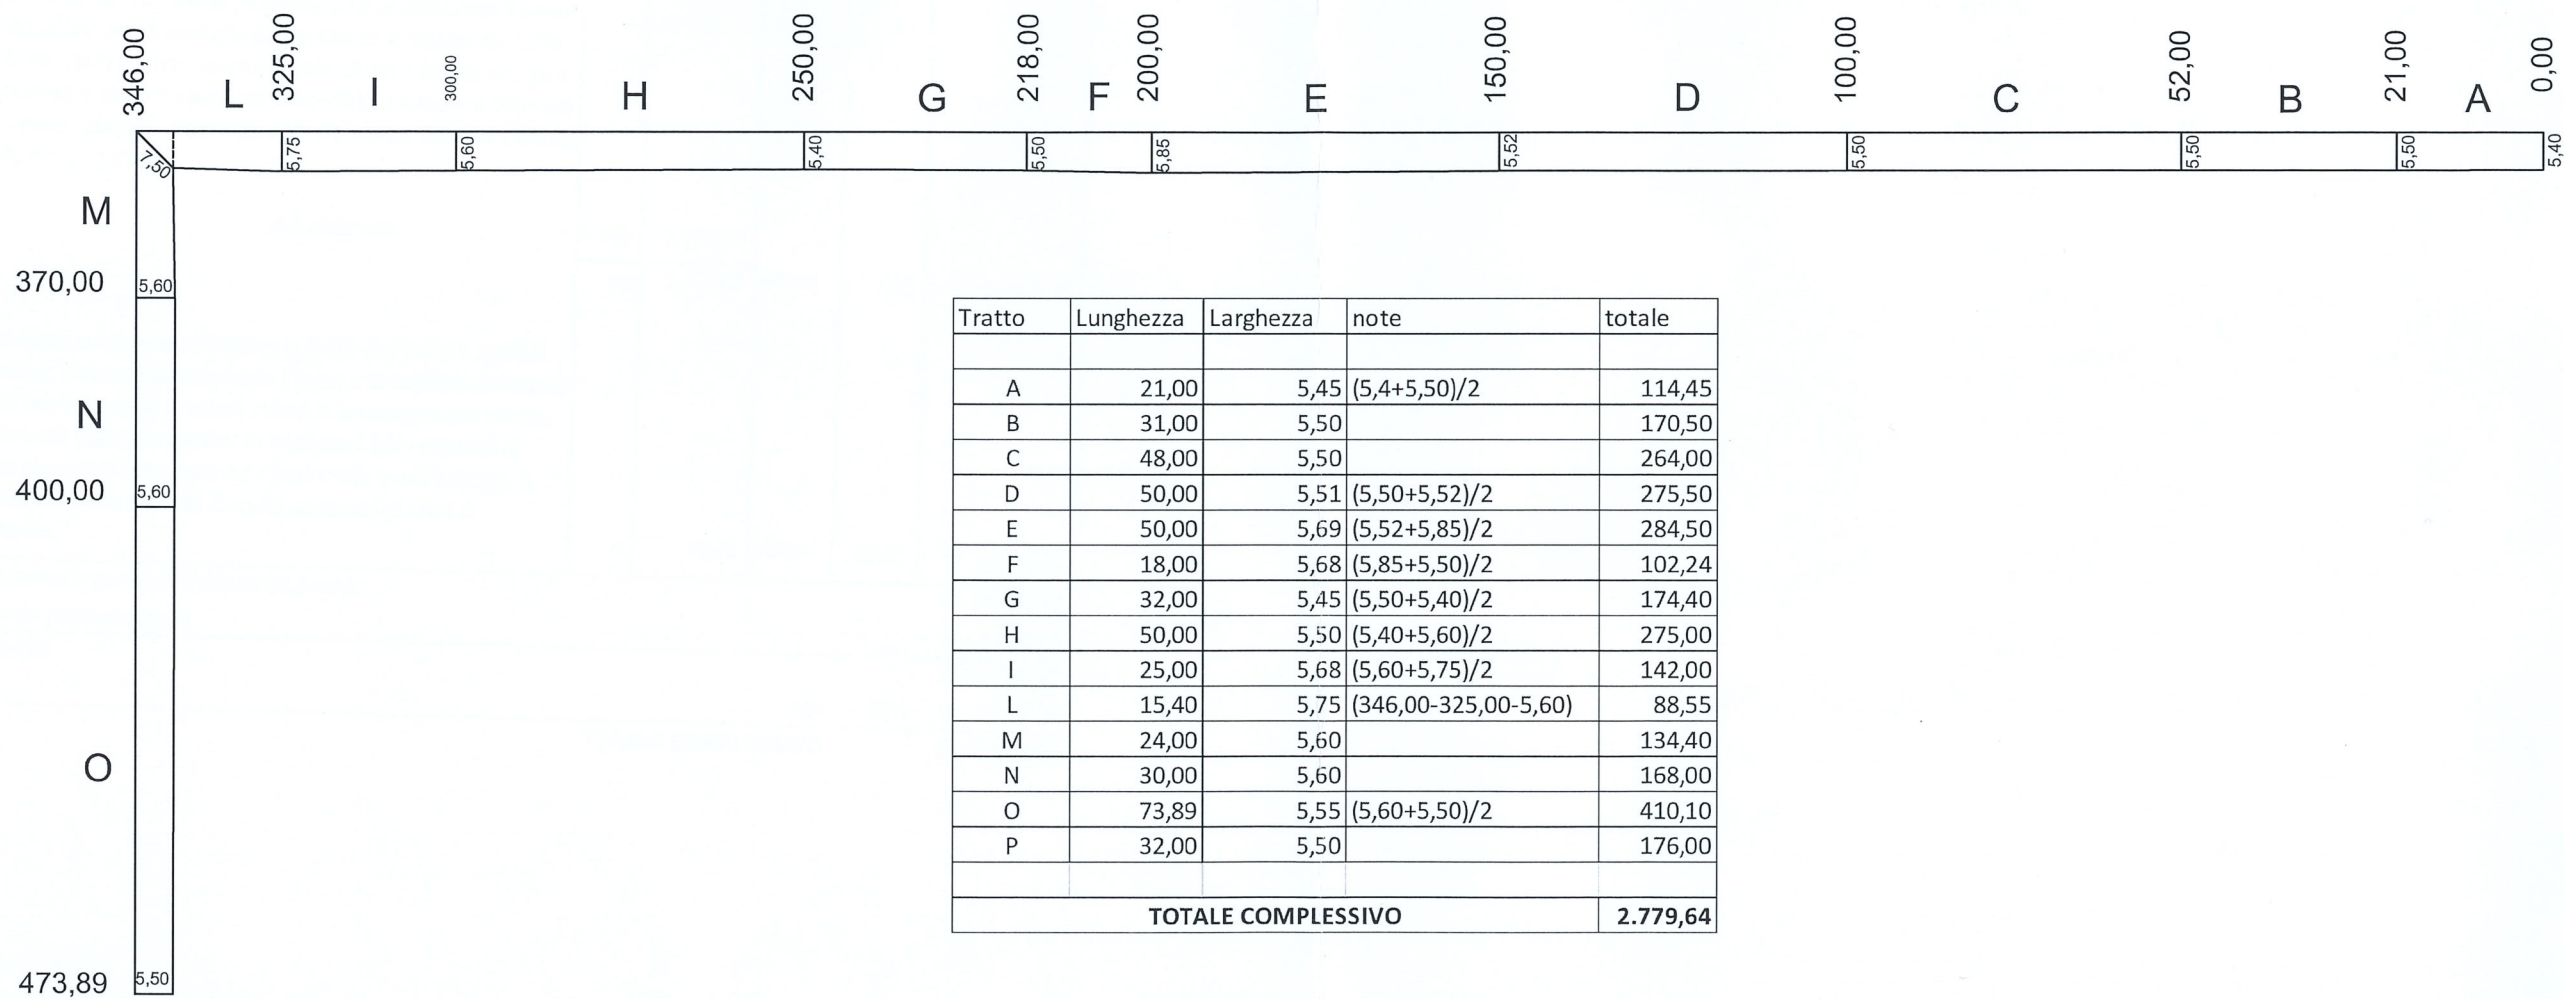 346,00 L 325,00 I 300,00 H 250,00 G 218,00 F 200,00 E 150,00 D 100,00 C 52,00 B 21,00 A 0,00
7,50 5,75 5,60 5,40 5,50 5,85 5,52 5,50 5,50 5,50 5,40
M
370,00 5,60
N
400,00 5,60
O
473,89 5,50
Tratto Lunghezza Larghezza note totale
A 21,00 5,45 (5,4+5,50)/2 114,45
B 31,00 5,50 170,50
C 48,00 5,50 264,00
D 50,00 5,51 (5,50+5,52)/2 275,50
E 50,00 5,69 (5,52+5,85)/2 284,50
F 18,00 5,68 (5,85+5,50)/2 102,24
G 32,00 5,45 (5,50+5,40)/2 174,40
H 50,00 5,50 (5,40+5,60)/2 275,00
I 25,00 5,68 (5,60+5,75)/2 142,00
L 15,40 5,75 (346,00-325,00-5,60) 88,55
M 24,00 5,60 134,40
N 30,00 5,60 168,00
O 73,89 5,55 (5,60+5,50)/2 410,10
P 32,00 5,50 176,00
TOTALE COMPLESSIVO 2.779,64